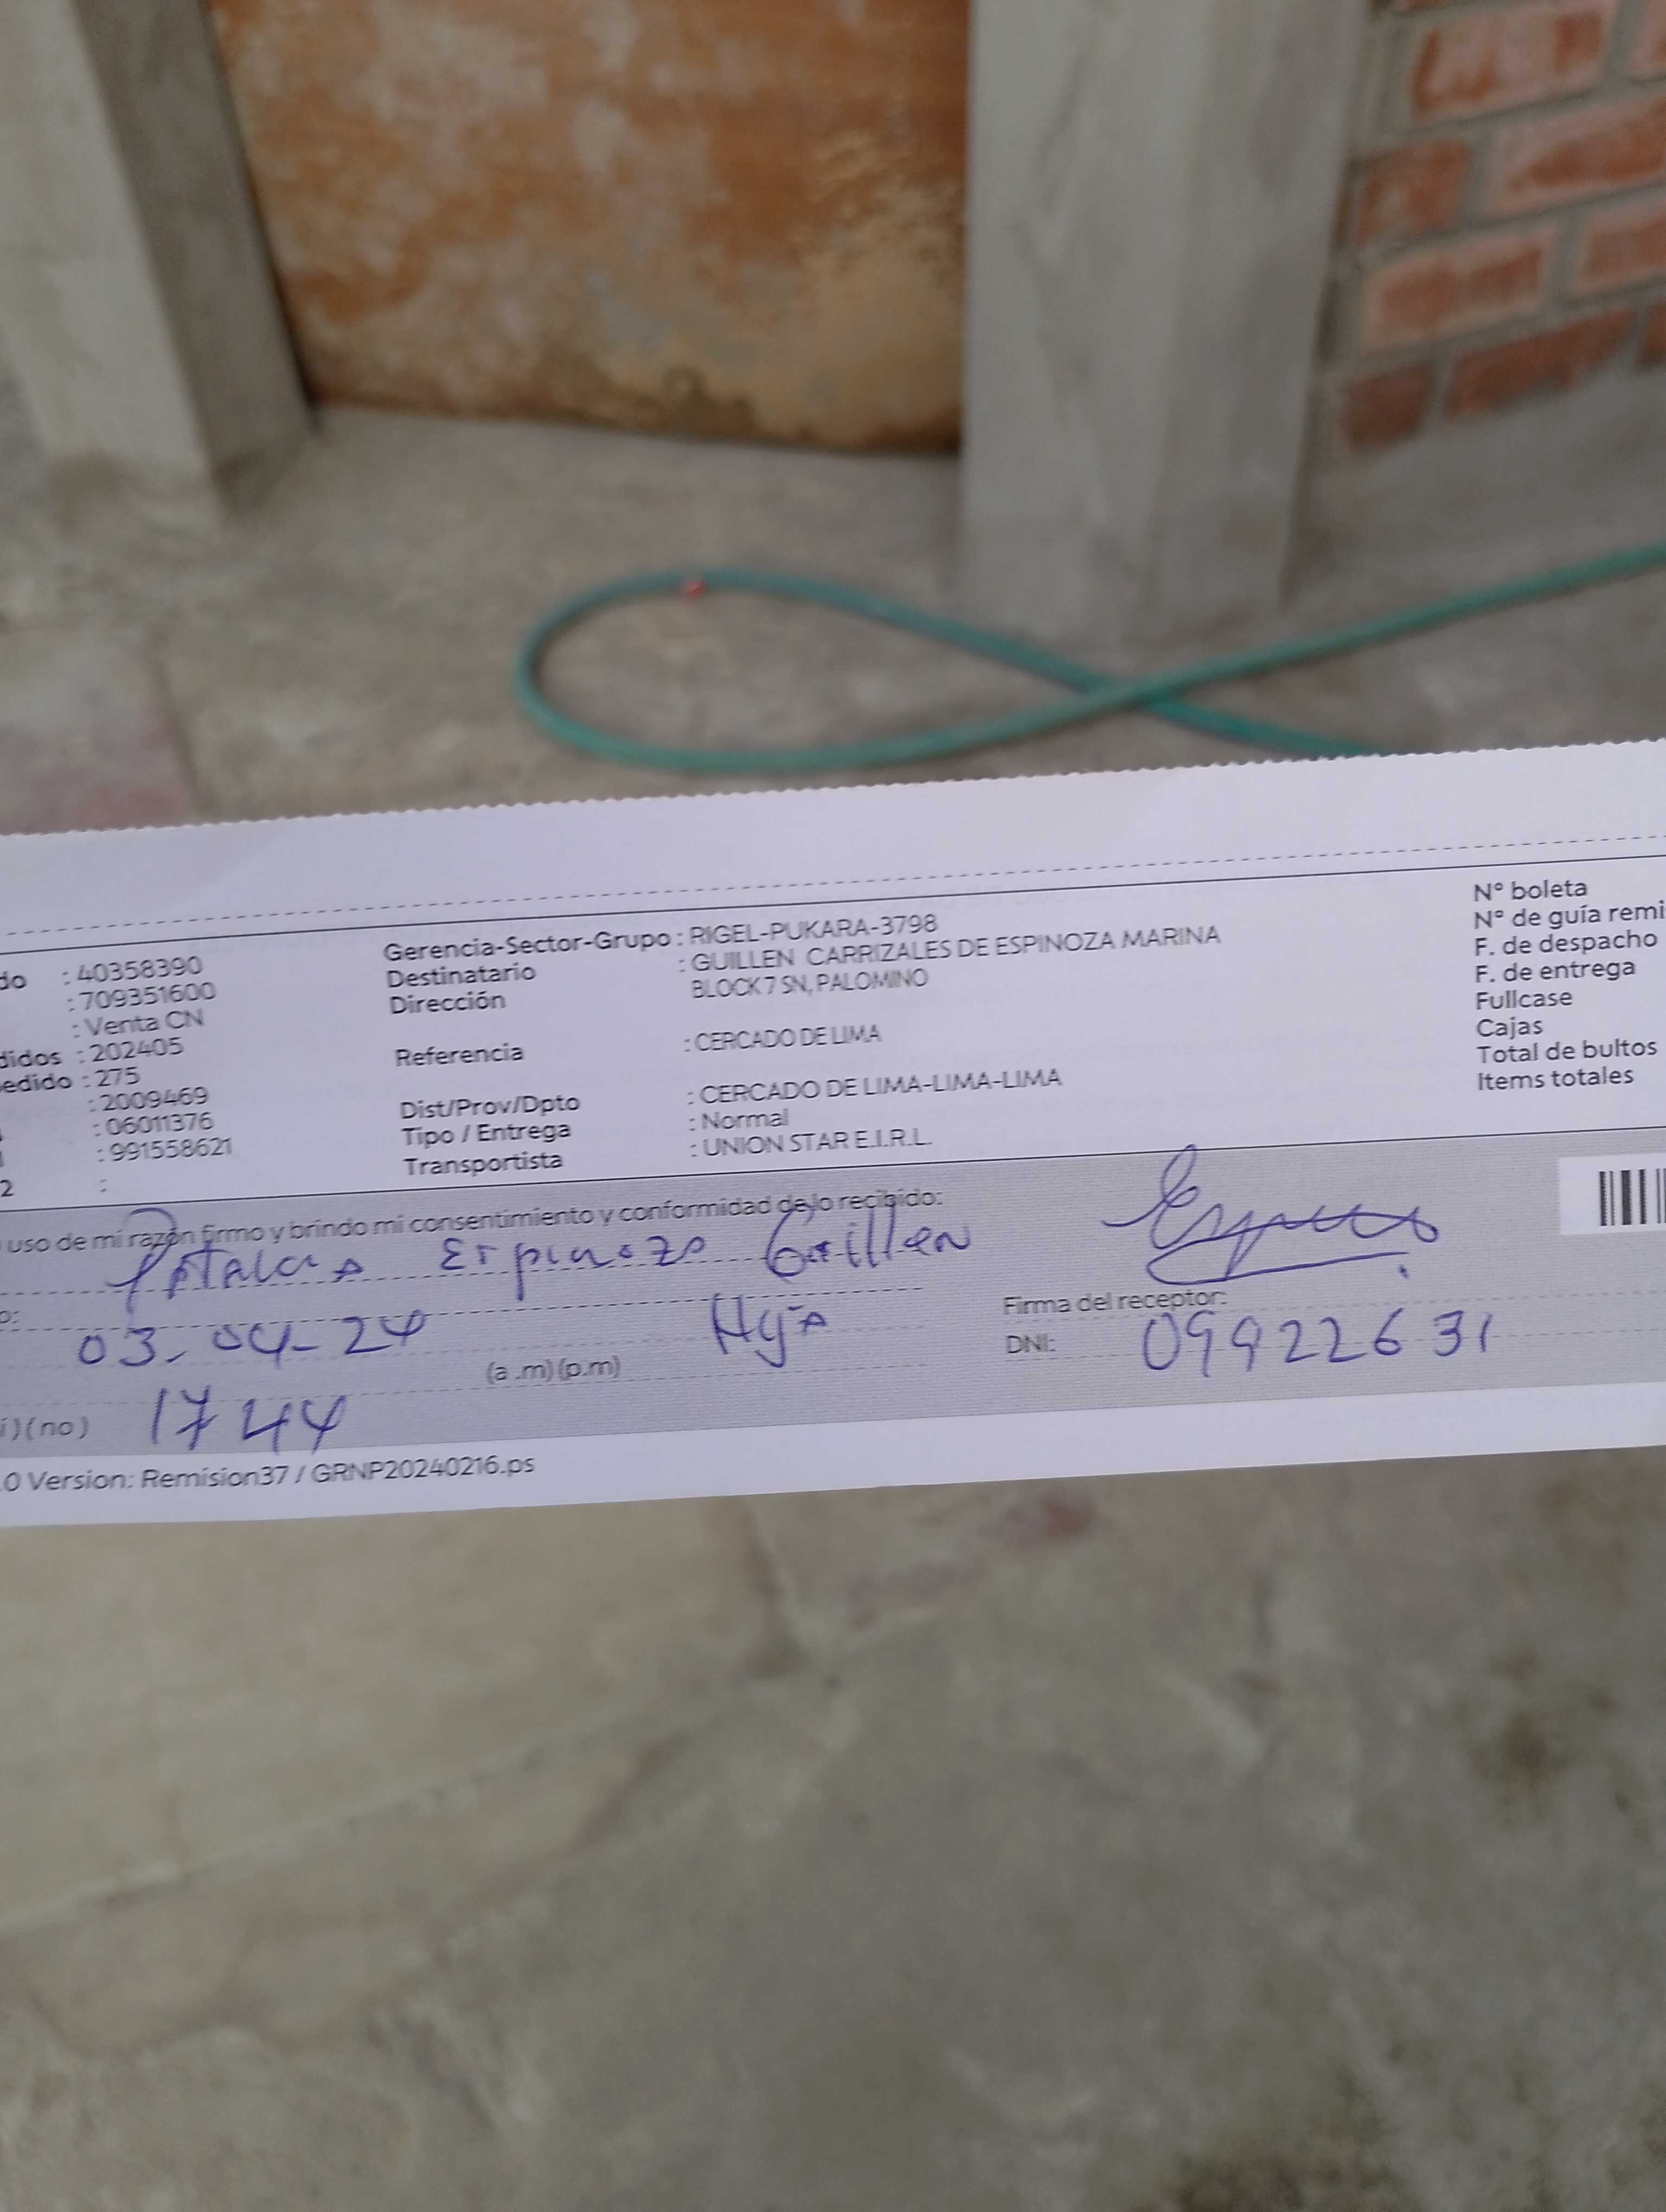 do : 40358390
: 709351600
: Venta CN
didos : 202405
edido : 275
: 2009469
: 06011376
: 991558621
2 :
Gerencia-Sector-Grupo : RIGEL-PUKARA-3798
Destinatario : GUILLEN CARRIZALES DE ESPINOZA MARINA
Dirección BLOCK 7 SN, PALOMINO
Referencia : CERCADO DE LIMA
Dist/Prov/Dpto : CERCADO DE LIMA-LIMA-LIMA
Tipo / Entrega : Normal
Transportista : UNION STAR E.I.R.L.
N° boleta
N° de guía remi
F. de despacho
F. de entrega
Fullcase
Cajas
Total de bultos
Items totales
uso de mi razón firmo y brindo mi consentimiento y conformidad de lo recibido:
Espinoza Guillen
o:
03-04-24
Hija
Firma del receptor:
(a .m) (p.m)
DNI: 09922631
i) (no) 1744
.0 Version: Remision37 / GRNP20240216.ps